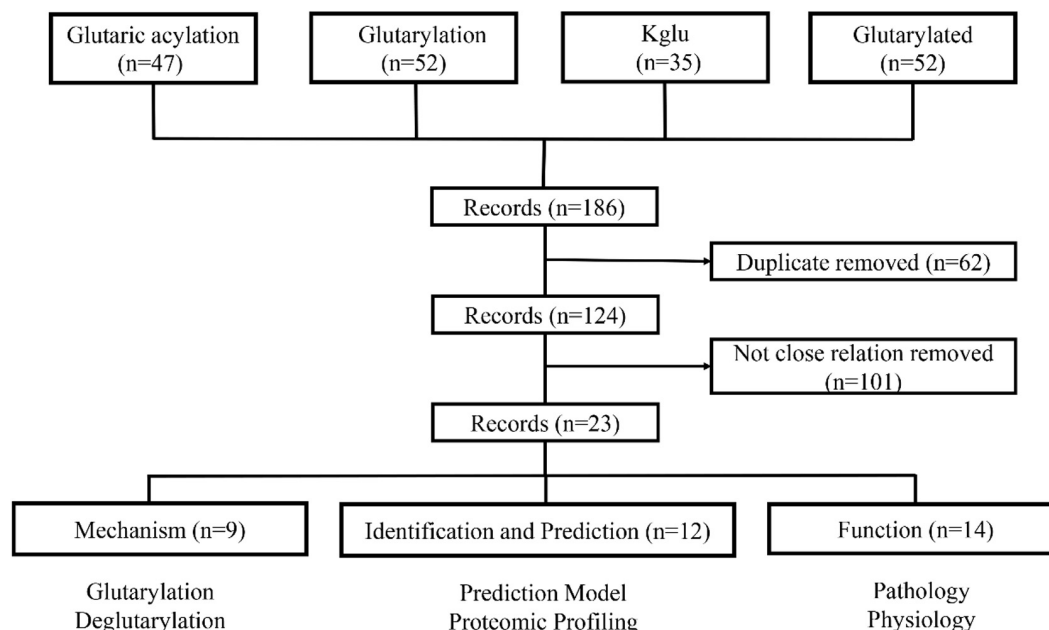 Glutaric acylation
(n=47)
Glutarylation
(n=52)
Kglu
(n=35)
Glutarylated
(n=52)
Records (n=186)
Duplicate removed (n=62)
Records (n=124)
Not close relation removed
(n=101)
Records (n=23)
Mechanism (n=9)
Identification and Prediction (n=12)
Function (n=14)
Glutarylation
Deglutarylation
Prediction Model
Proteomic Profiling
Pathology
Physiology